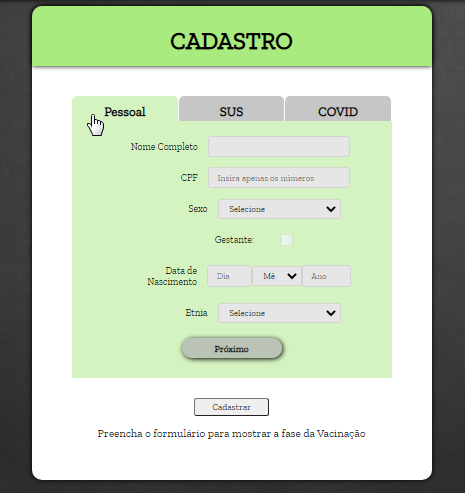 CADASTRO
Pessoal SUS COVID
Nome Completo
CPF Insira apenas os números
Sexo Selecione
Gestante:
Data de
Nascimento Dia Mê Ano
Etnia Selecione
Próximo
Cadastrar
Preencha o formulário para mostrar a fase da Vacinação